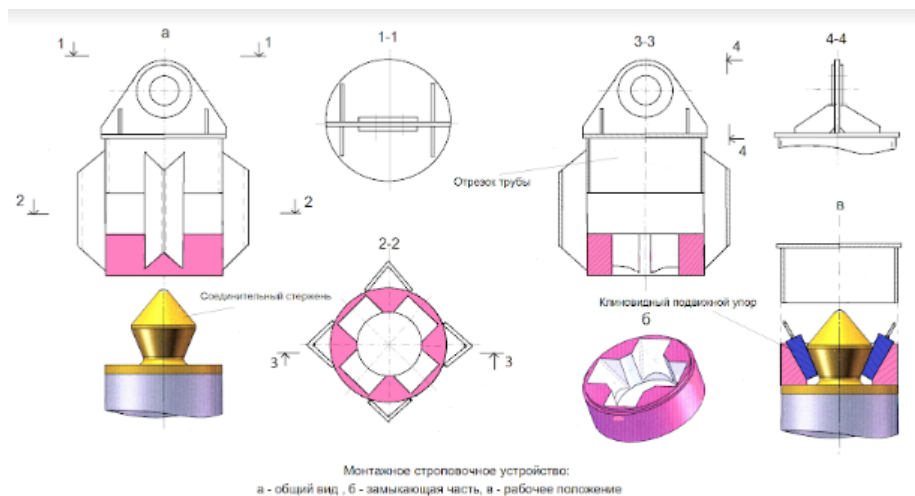 а
1-1
3-3
4-4
1
1
4
4
Отрезок трубы
2
2
в
2-2
Соединительный стержень
Клиновидный подвижной упор
б
3
3
Монтажное строповочное устройство:
а - общий вид , б - замыкающая часть, в - рабочее положение